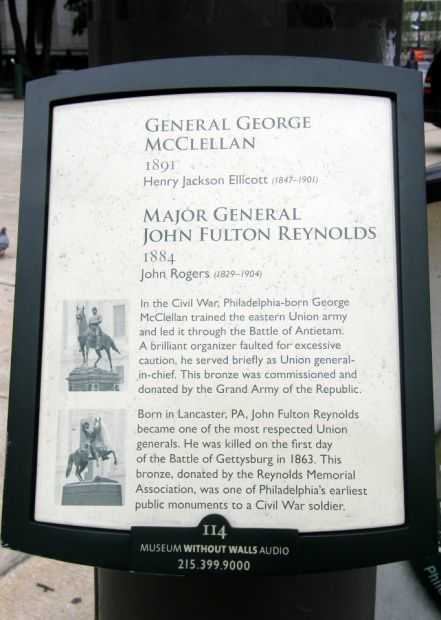 GENERAL GEORGE
MCCLELLAN
1891
Henry Jackson Ellicott (1847–1901)
MAJOR GENERAL
JOHN FULTON REYNOLDS
1884
John Rogers (1829–1904)
In the Civil War, Philadelphia-born George
McClellan trained the eastern Union army
and led it through the Battle of Antietam.
A brilliant organizer faulted for excessive
caution, he served briefly as Union general-
in-chief. This bronze was commissioned and
donated by the Grand Army of the Republic.
Born in Lancaster, PA, John Fulton Reynolds
became one of the most respected Union
generals. He was killed on the first day
of the Battle of Gettysburg in 1863. This
bronze, donated by the Reynolds Memorial
Association, was one of Philadelphia's earliest
public monuments to a Civil War soldier.
114
MUSEUM WITHOUT WALLS AUDIO
215.399.9000